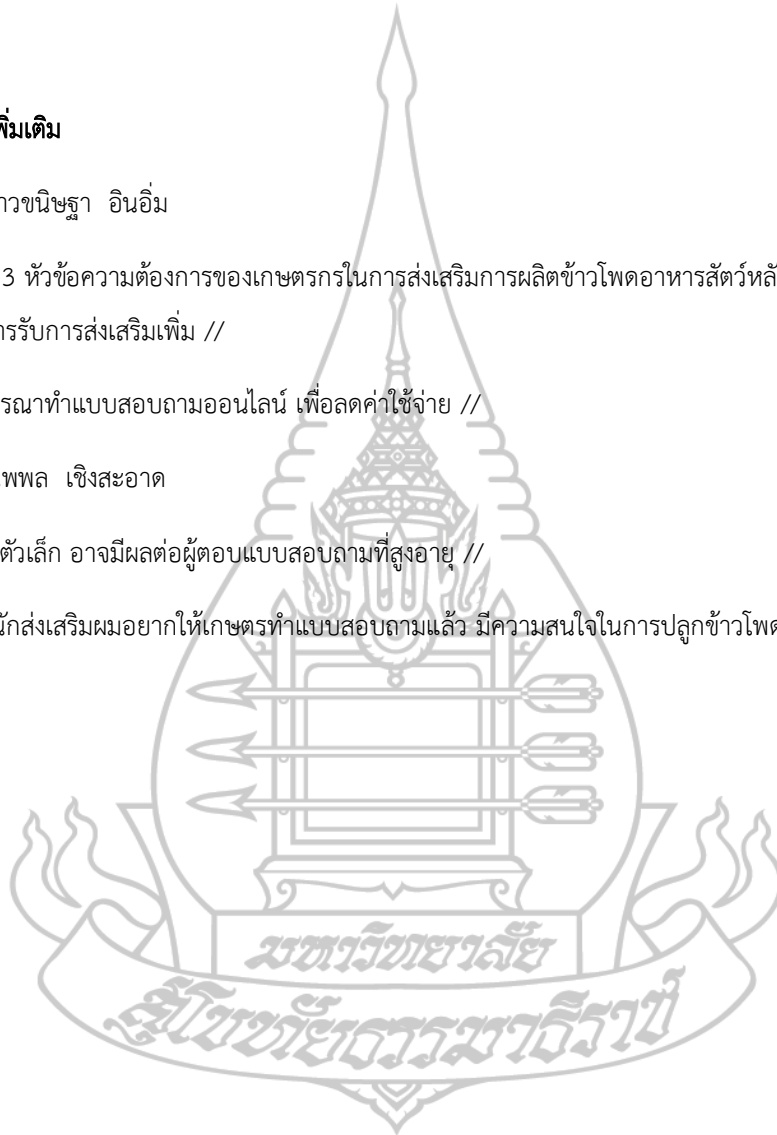 พิ่มเติม
าวขนิษฐา อินอิ่ม
3 หัวข้อความต้องการของเกษตรกรในการส่งเสริมการผลิตข้าวโพดอาหารสัตว์หลั
ารรับการส่งเสริมเพิ่ม //
รณาทำแบบสอบถามออนไลน์ เพื่อลดค่าใช้จ่าย //
พพล เชิงสะอาด
ตัวเล็ก อาจมีผลต่อผู้ตอบแบบสอบถามที่สูงอายุ //
นักส่งเสริมผมอยากให้เกษตรทำแบบสอบถามแล้ว มีความสนใจในการปลูกข้าวโพด
มหาวิทยาลัย
สุโขทัยธรรมาธิราช